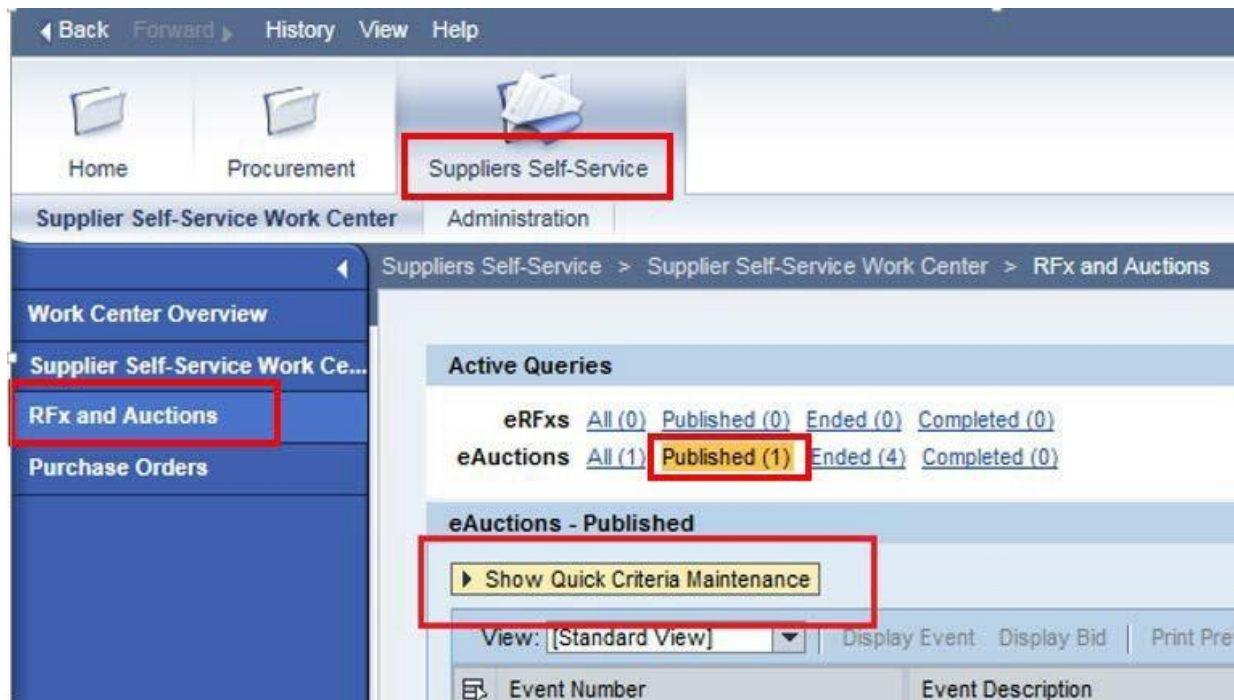 Back Forward History View Help
Home Procurement Suppliers Self-Service
Supplier Self-Service Work Center Administration
Suppliers Self-Service > Supplier Self-Service Work Center > RFx and Auctions
Work Center Overview
Supplier Self-Service Work Ce...
RFx and Auctions
Purchase Orders
Active Queries
eRFxs All (0) Published (0) Ended (0) Completed (0)
eAuctions All (1) Published (1) Ended (4) Completed (0)
eAuctions - Published
Show Quick Criteria Maintenance
View: [Standard View] Display Event Display Bid Print Pre
Event Number Event Description